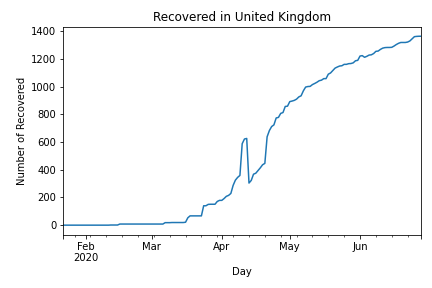 Recovered in United Kingdom
Number of Recovered
1400
1200
1000
800
600
400
200
0
Feb
2020
Mar
Apr
May
Jun
Day